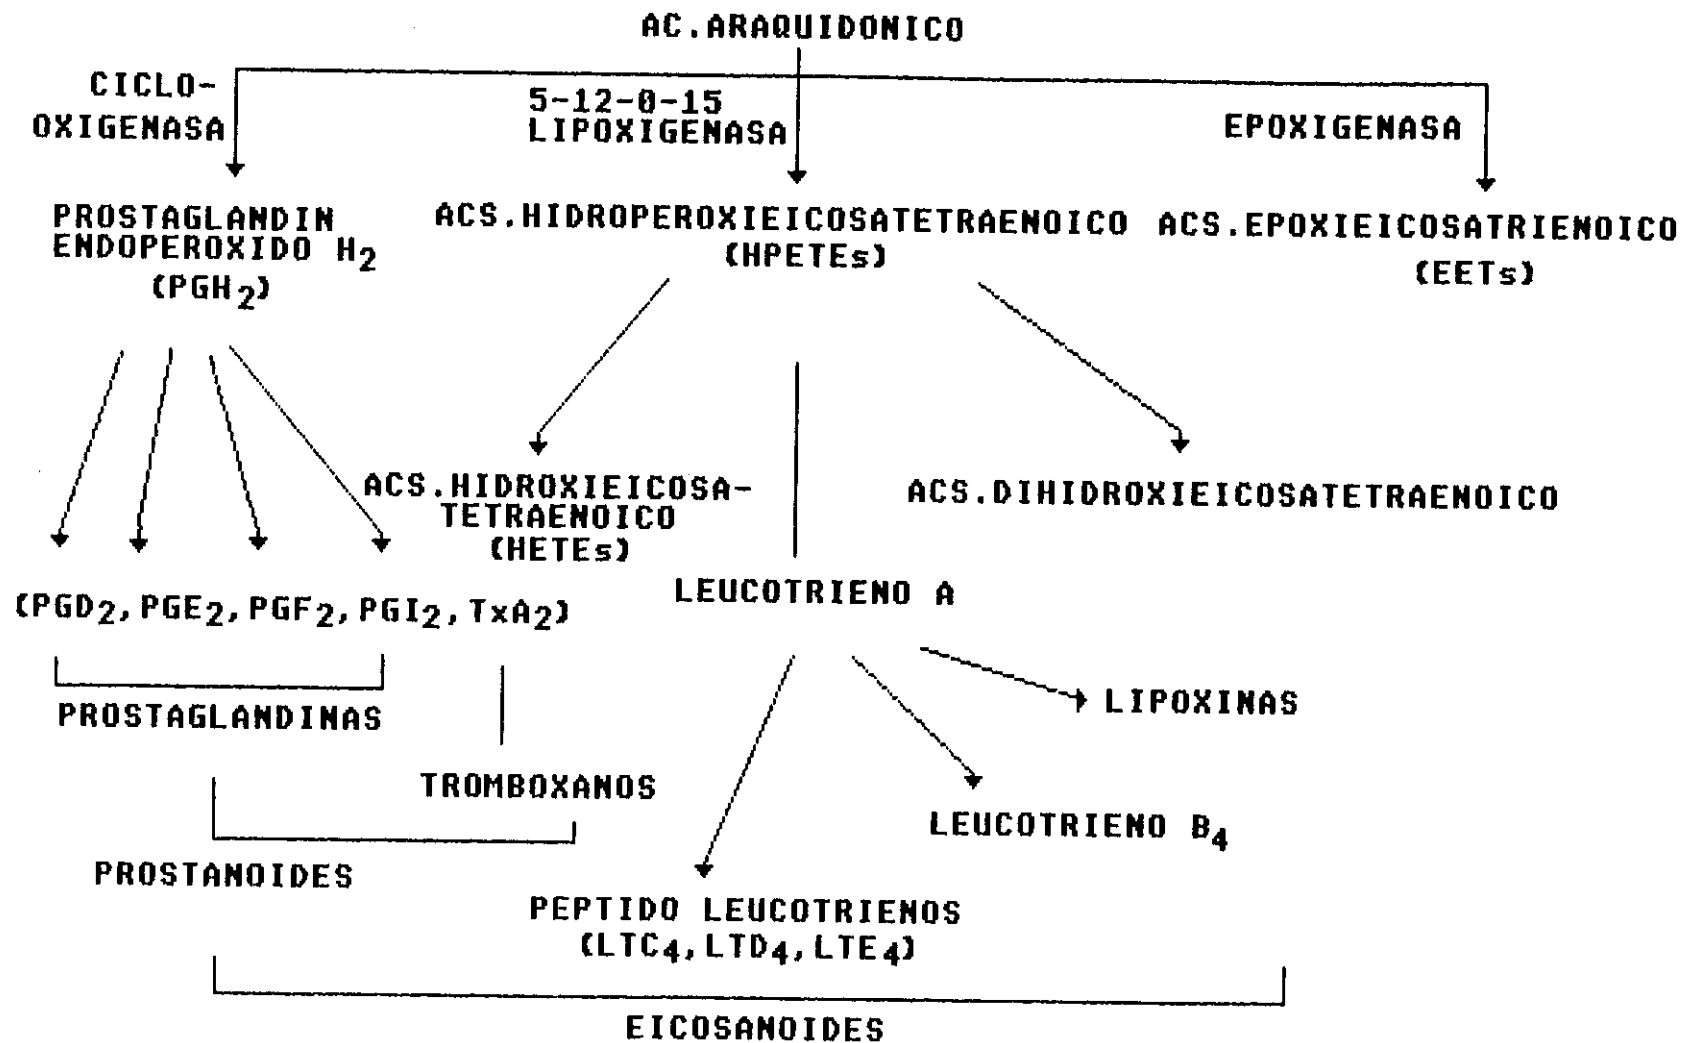 AC.ARAQUIDONICO
CICLO-
OXIGENASA
5-12-0-15
LIPOXIGENASA
EPOXIGENASA
PROSTAGLANDIN
ENDOPEROXIDO H2
(PGH2)
ACS.HIDROPEROXIEICOSATETRAENOICO
(HPETEs)
ACS.EPOXIEICOSATRIENOICO
(EETs)
ACS.HIDROXIEICOSA-
TETRAENOICO
(HETEs)
ACS.DIHIDROXIEICOSATETRAENOICO
(PGD2, PGE2, PGF2, PGI2, TxA2)
LEUCOTRIENO A
PROSTAGLANDINAS
LIPOXINAS
TROMBOXANOS
LEUCOTRIENO B4
PROSTANOIDES
PEPTIDO LEUCOTRIENOS
(LTC4, LTD4, LTE4)
EICOSANOIDES